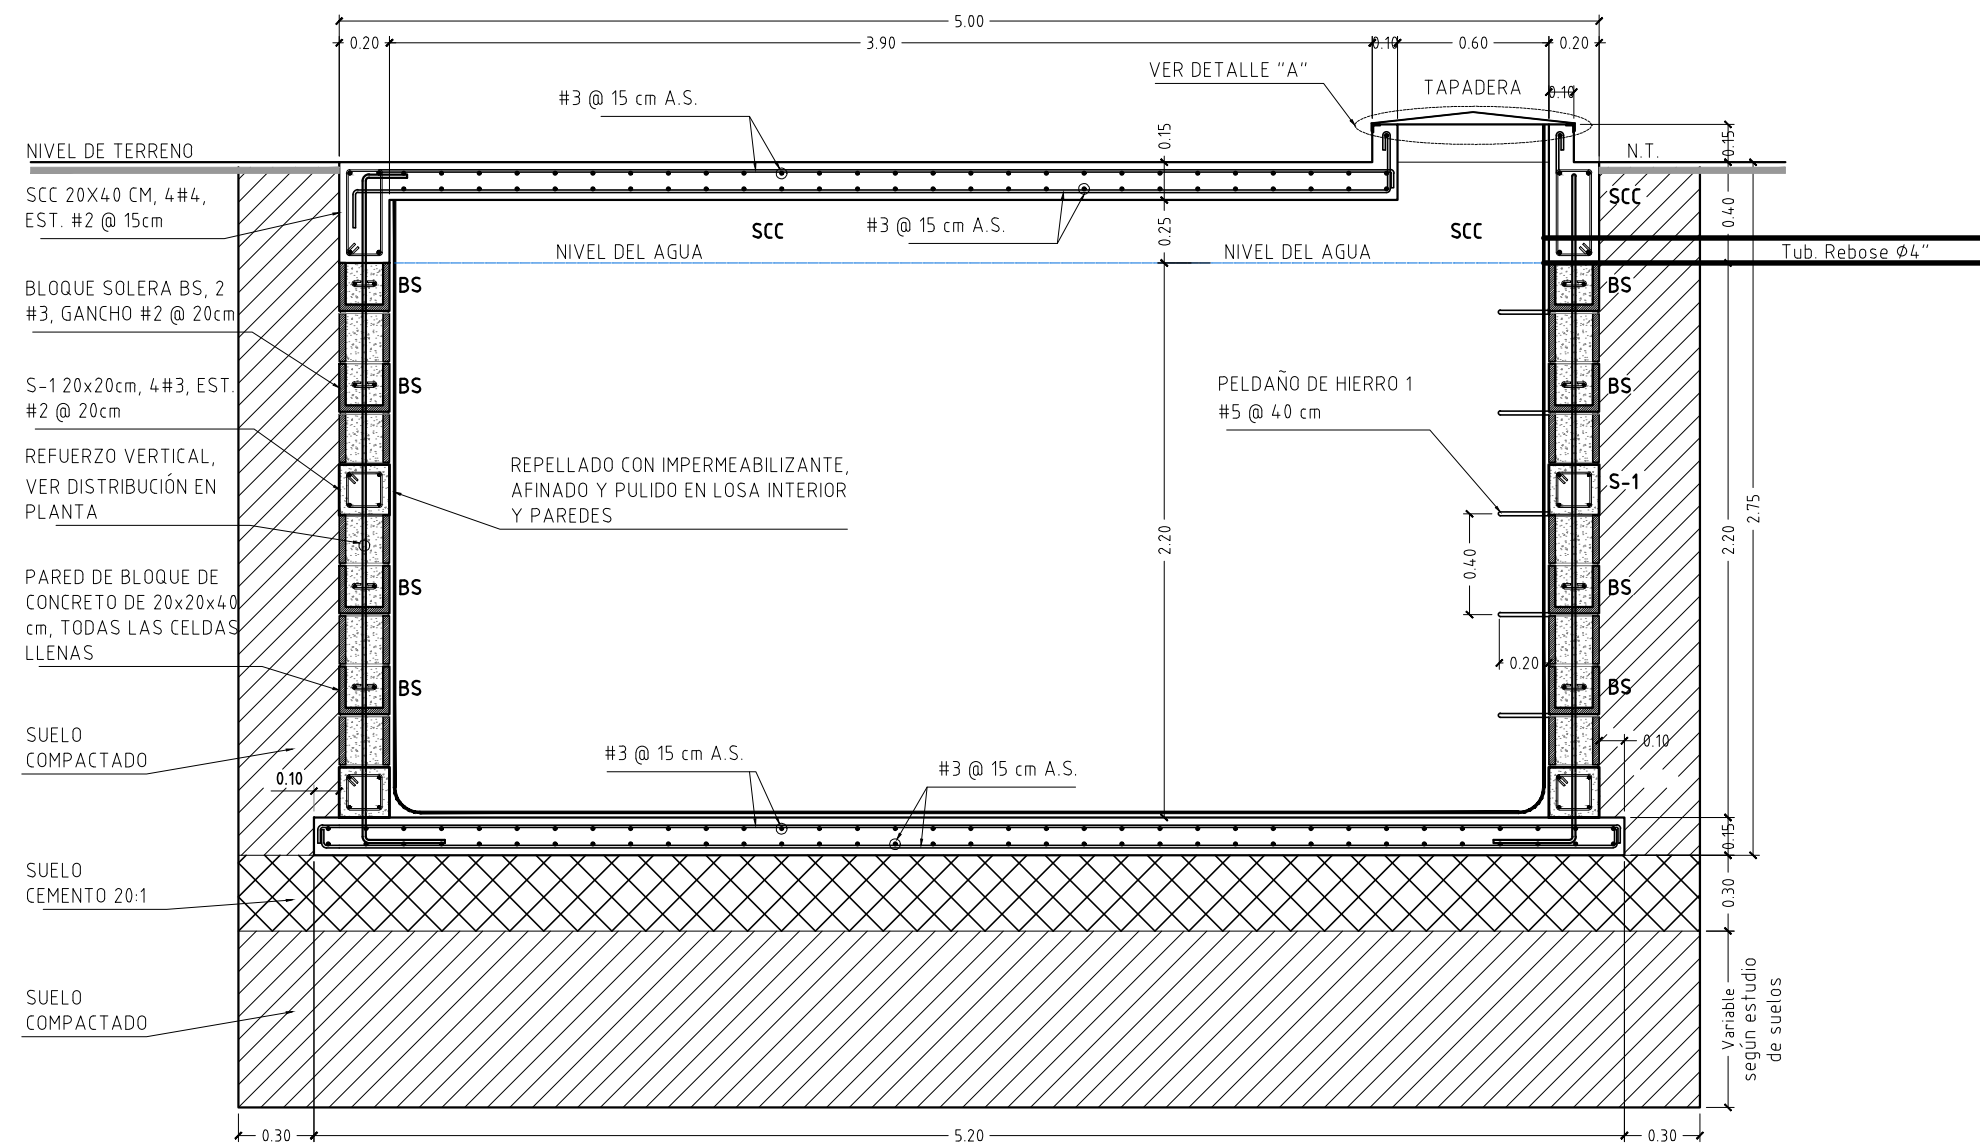 5.00
0.20
3.90
0.10
0.60
0.20
VER DETALLE "A"
TAPADERA
0.10
#3 @ 15 cm A.S.
0.15
0.15
NIVEL DE TERRENO
N.T.
SCC 20X40 CM, 4#4,
EST. #2 @ 15cm
SCC
0.40
#3 @ 15 cm A.S.
SCC
SCC
0.25
NIVEL DEL AGUA
NIVEL DEL AGUA
Tub. Rebose Ø4"
BLOQUE SOLERA BS, 2
#3, GANCHO #2 @ 20cm
BS
BS
S-1 20x20cm, 4#3, EST.
#2 @ 20cm
BS
BS
PELDAÑO DE HIERRO 1
#5 @ 40 cm
REFUERZO VERTICAL,
VER DISTRIBUCIÓN EN
PLANTA
REPELLADO CON IMPERMEABILIZANTE,
AFINADO Y PULIDO EN LOSA INTERIOR
Y PAREDES
S-1
2.75
2.20
2.20
0.40
PARED DE BLOQUE DE
CONCRETO DE 20x20x40
cm, TODAS LAS CELDAS
LLENAS
BS
BS
0.20
BS
BS
SUELO
COMPACTADO
0.10
0.10
#3 @ 15 cm A.S.
#3 @ 15 cm A.S.
0.15
SUELO
CEMENTO 20:1
0.30
SUELO
COMPACTADO
Variable
según estudio
de suelos
0.30
5.20
0.30